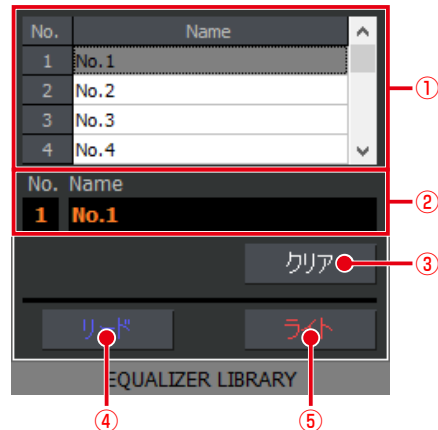 No. Name
1 No.1
2 No.2
3 No.3
4 No.4
①
No. Name
1 No.1
②
クリア
③
リード ライト
EQUALIZER LIBRARY
④ ⑤